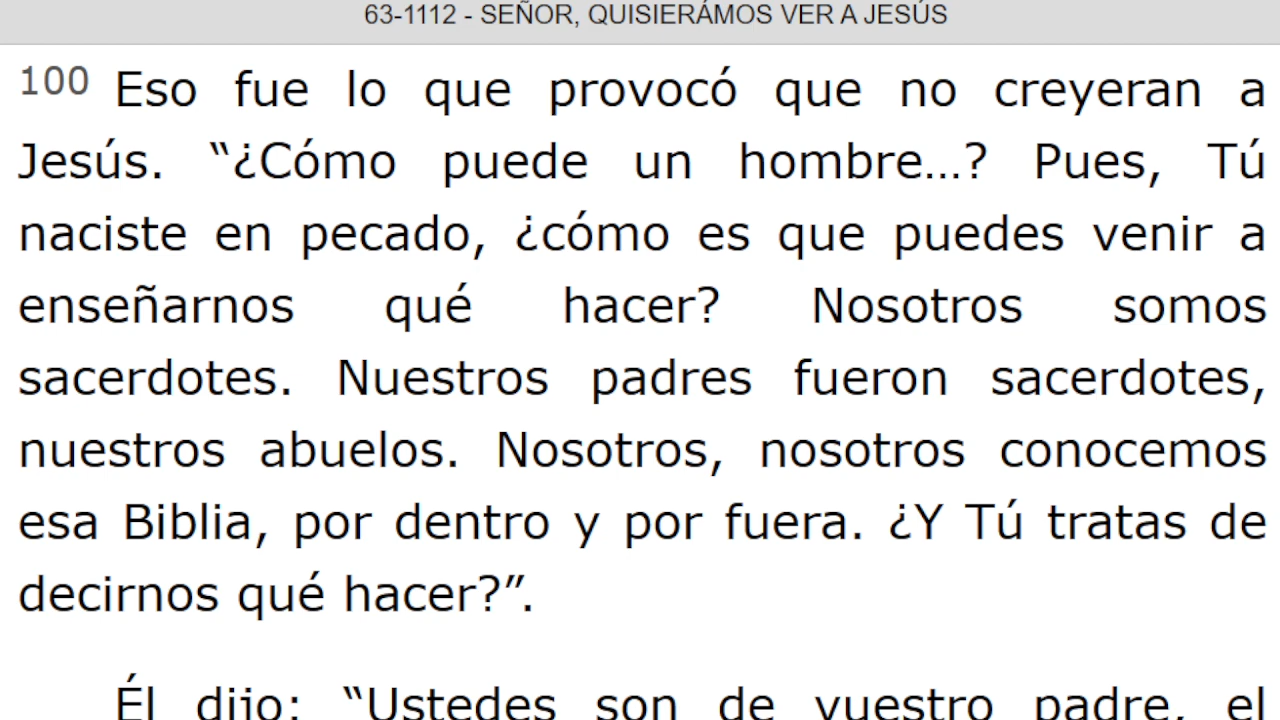 63-1112 - SEÑOR, QUISIERÁMOS VER A JESÚS
100 Eso fue lo que provocó que no creyeran a
Jesús. “¿Cómo puede un hombre…? Pues, Tú
naciste en pecado, ¿cómo es que puedes venir a
enseñarnos qué hacer? Nosotros somos
sacerdotes. Nuestros padres fueron sacerdotes,
nuestros abuelos. Nosotros, nosotros conocemos
esa Biblia, por dentro y por fuera. ¿Y Tú tratas de
decirnos qué hacer?”.
Él dijo: “Ustedes son de vuestro padre, el